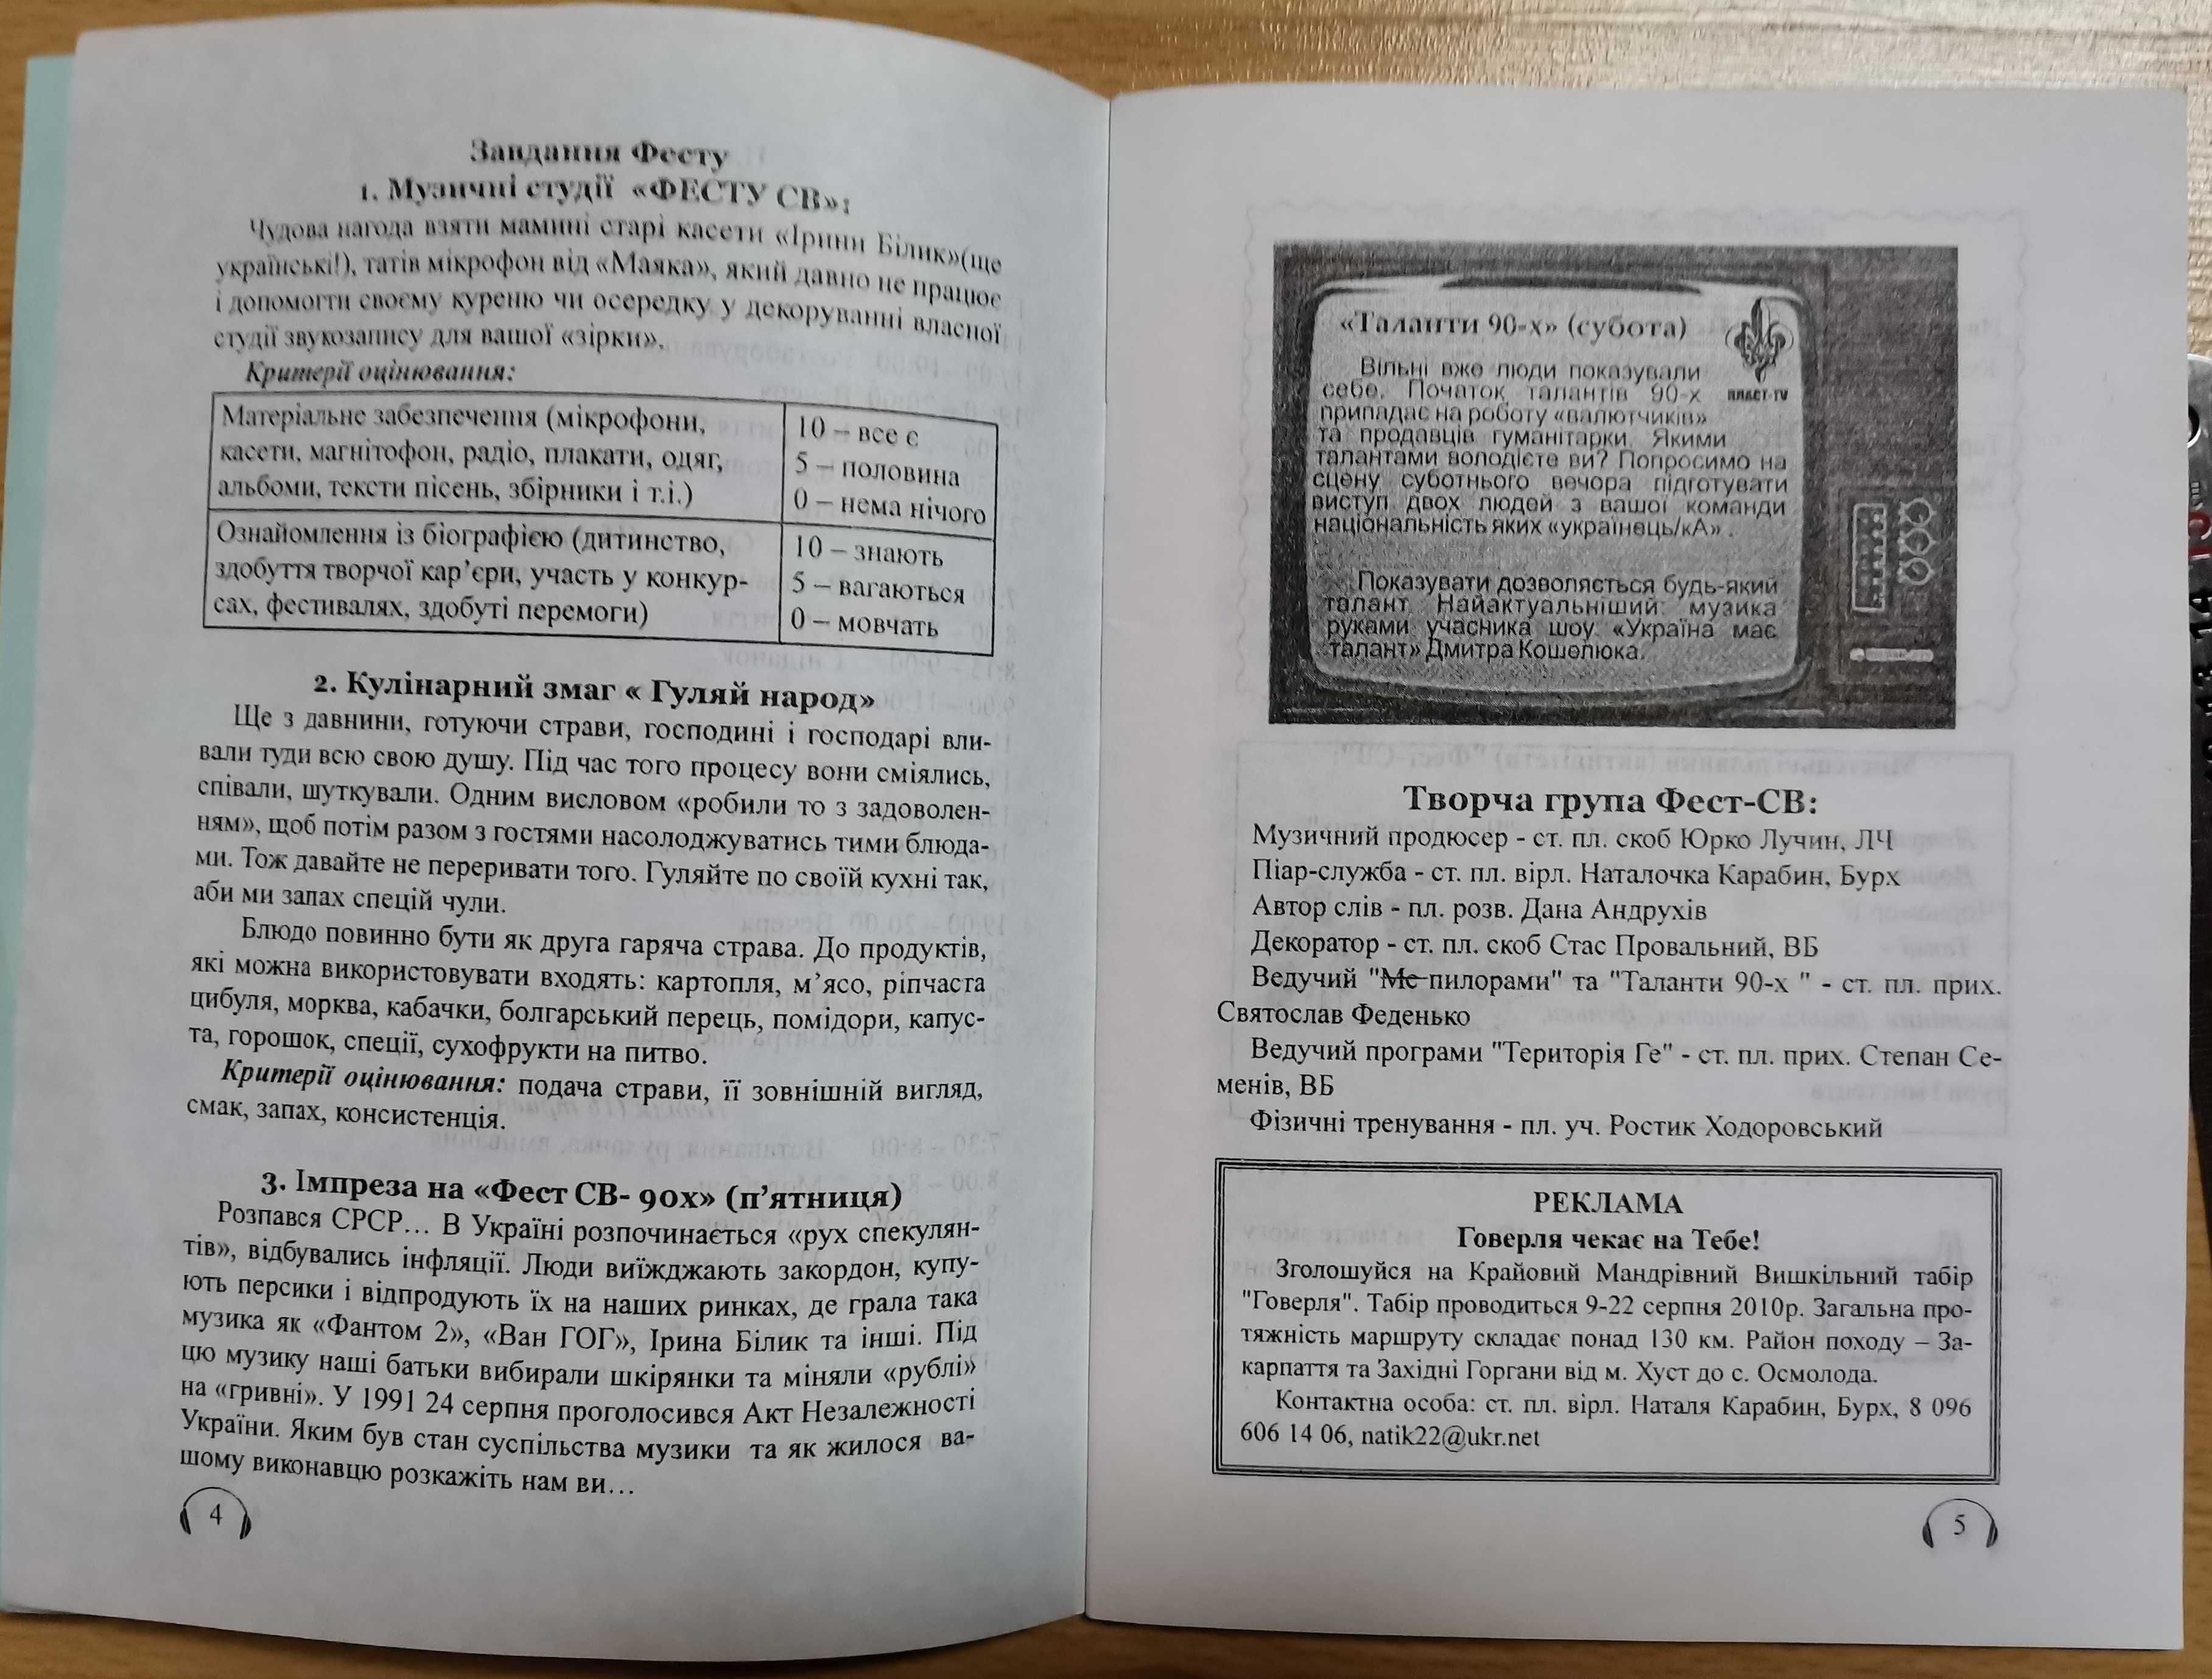 Завдання Фесту
1. Музичні студії «ФЕСТУ СВ»:
Чудова нагода взяти мамині старі касети «Ірини Білик»(ще
українські!), татів мікрофон від «Маяка», який давно не працює
і допомогти своєму куреню чи осередку у декоруванні власної
студії звукозапису для вашої «зірки».
Критерії оцінювання:
Матеріальне забезпечення (мікрофони,
касети, магнітофон, радіо, плакати, одяг,
альбоми, тексти пісень, збірники і т.і.)
10 – все є
5 – половина
0 – нема нічого
Ознайомлення із біографією (дитинство,
здобуття творчої кар’єри, участь у конкур-
сах, фестивалях, здобуті перемоги)
10 – знають
5 – вагаються
0 – мовчать
2. Кулінарний змаг « Гуляй народ»
Ще з давнини, готуючи страви, господині і господарі вли-
вали туди всю свою душу. Під час того процесу вони сміялись,
співали, шуткували. Одним висловом «робили то з задоволен-
ням», щоб потім разом з гостями насолоджуватись тими блюда-
ми. Тож давайте не переривати того. Гуляйте по своїй кухні так,
аби ми запах спецій чули.
Блюдо повинно бути як друга гаряча страва. До продуктів,
які можна використовувати входять: картопля, м’ясо, ріпчаста
цибуля, морква, кабачки, болгарський перець, помідори, капус-
та, горошок, спеції, сухофрукти на питво.
Критерії оцінювання: подача страви, її зовнішній вигляд,
смак, запах, консистенція.
3. Імпреза на «Фест СВ- 90х» (п’ятниця)
Розпався СРСР... В Україні розпочинається «рух спекулян-
тів», відбувались інфляції. Люди виїжджають закордон, купу-
ють персики і відпродують їх на наших ринках, де грала така
музика як «Фантом 2», «Ван ГОГ», Ірина Білик та інші. Під
цю музику наші батьки вибирали шкірянки та міняли «рублі»
на «гривні». У 1991 24 серпня проголосився Акт Незалежності
України. Яким був стан суспільства музики та як жилося ва-
шому виконавцю розкажіть нам ви...
4
«Таланти 90-х» (субота)
Вільні вже люди показували
себе. Початок талантів 90-х
припадає на роботу «валютчиків»
та продавців гуманітарки. Якими
талантами володієте ви? Попросимо на
сцену суботнього вечора підготувати
виступ двох людей з вашої команди
національність яких «українець/кА» .
ПЛАСТ-TV
Показувати дозволяється будь-який
талант. Найактуальніший: музика
руками учасника шоу «Україна має
талант» Дмитра Кошелюка.
Творча група Фест-СВ:
Музичний продюсер - ст. пл. скоб Юрко Лучин, ЛЧ
Піар-служба - ст. пл. вірл. Наталочка Карабин, Бурх
Автор слів - пл. розв. Дана Андрухів
Декоратор - ст. пл. скоб Стас Провальний, ВБ
Ведучий "Ме пилорами" та "Таланти 90-х " - ст. пл. прих.
Святослав Феденько
Ведучий програми "Територія Ге" - ст. пл. прих. Степан Се-
менів, ВБ
Фізичні тренування - пл. уч. Ростик Ходоровський
РЕКЛАМА
Говерля чекає на Тебе!
Зголошуйся на Крайовий Мандрівний Вишкільний табір
"Говерля". Табір проводиться 9-22 серпня 2010р. Загальна про-
тяжність маршруту складає понад 130 км. Район походу – За-
карпаття та Західні Горгани від м. Хуст до с. Осмолода.
Контактна особа: ст. пл. вірл. Наталя Карабин, Бурх, 8 096
606 14 06, natik22@ukr.net
5